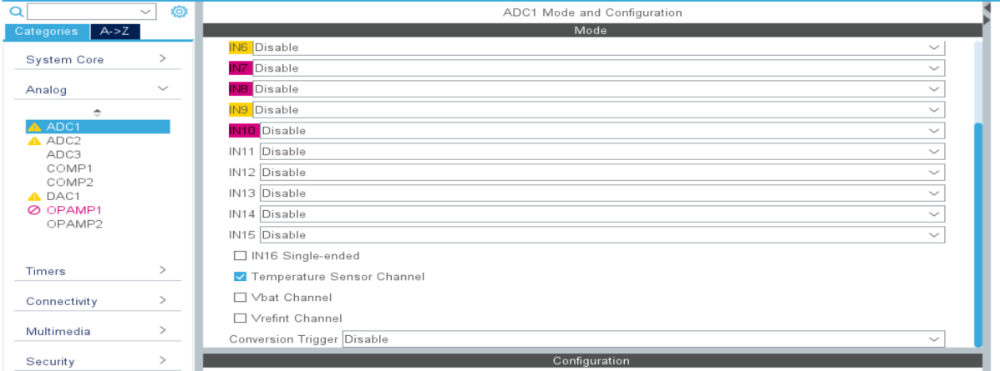 ADC1 Mode and Configuration
Categories A->Z
Mode
System Core
Analog
ADC1
ADC2
ADC3
COMP1
COMP2
DAC1
OPAMP1
OPAMP2
Timers
Connectivity
Multimedia
Security
IN6 Disable
IN7 Disable
IN8 Disable
IN9 Disable
IN10 Disable
IN11 Disable
IN12 Disable
IN13 Disable
IN14 Disable
IN15 Disable
IN16 Single-ended
Temperature Sensor Channel
Vbat Channel
Vrefint Channel
Conversion Trigger Disable
Configuration